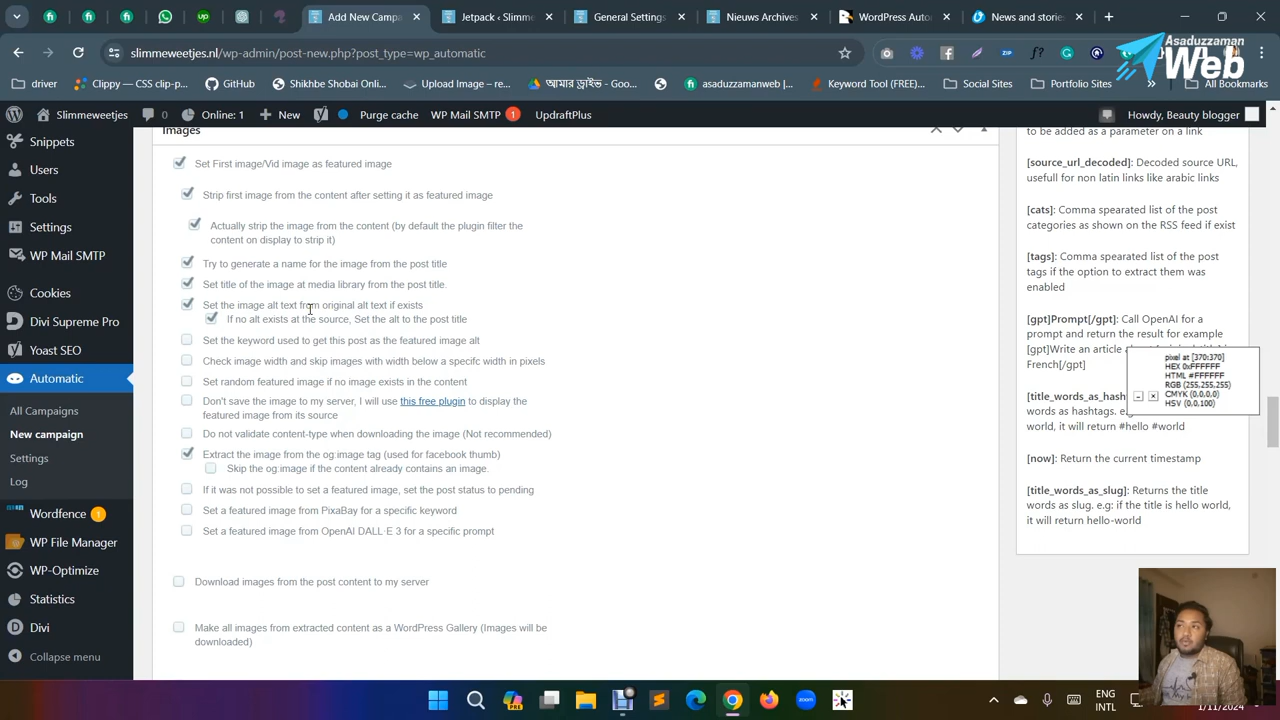 Add New Campa
Jetpack ‹ Slimme
General Settings
Nieuws Archives
WordPress Auto
News and stories
slimmeweetjes.nl/wp-admin/post-new.php?post_type=wp_automatic
Asaduzzaman
Web
driver
Clippy — CSS clip-p...
GitHub
Shikhbe Shobai Onli...
Upload Image — re...
আমার ড্রাইভ - Goo...
asaduzzamanweb |...
Keyword Tool (FREE)...
Social Sites
Portfolio Sites
All Bookmarks
Slimmeweetjes
0
Online: 1
New
Purge cache
WP Mail SMTP
1
UpdraftPlus
Howdy, Beauty blogger
Snippets
Users
Tools
Settings
WP Mail SMTP
Cookies
Divi Supreme Pro
Yoast SEO
Automatic
All Campaigns
New campaign
Settings
Log
Wordfence
1
WP File Manager
WP-Optimize
Statistics
Divi
Collapse menu
Images
Set First image/Vid image as featured image
Strip first image from the content after setting it as featured image
Actually strip the image from the content (by default the plugin filter the
content on display to strip it)
Try to generate a name for the image from the post title
Set title of the image at media library from the post title.
Set the image alt text from original alt text if exists
If no alt exists at the source, Set the alt to the post title
Set the keyword used to get this post as the featured image alt
Check image width and skip images with width below a specifc width in pixels
Set random featured image if no image exists in the content
Don't save the image to my server, I will use this free plugin to display the
featured image from its source
Do not validate content-type when downloading the image (Not recommended)
Extract the image from the og:image tag (used for facebook thumb)
Skip the og:image if the content already contains an image.
If it was not possible to set a featured image, set the post status to pending
Set a featured image from PixaBay for a specific keyword
Set a featured image from OpenAI DALL·E 3 for a specific prompt
Download images from the post content to my server
Make all images from extracted content as a WordPress Gallery (Images will be
downloaded)
to be added as a parameter on a link
[source_url_decoded]: Decoded source URL,
usefull for non latin links like arabic links
[cats]: Comma spearated list of the post
categories as shown on the RSS feed if exist
[tags]: Comma spearated list of the post
tags if the option to extract them was
enabled
[gpt]Prompt[/gpt]: Call OpenAI for a
prompt and return the result for example
[gpt]Write an article
French[/gpt]
[title_words_as_hash
words as hashtags. e.g
world, it will return #hello #world
[now]: Return the current timestamp
[title_words_as_slug]: Returns the title
words as slug. e.g: if the title is hello world,
it will return hello-world
pixel at [370:370]
HEX 0xFFFFFF
HTML #FFFFFF
RGB (255,255,255)
CMYK (0,0,0,0)
HSV (0,0,100)
ENG
INTL
1/11/2024